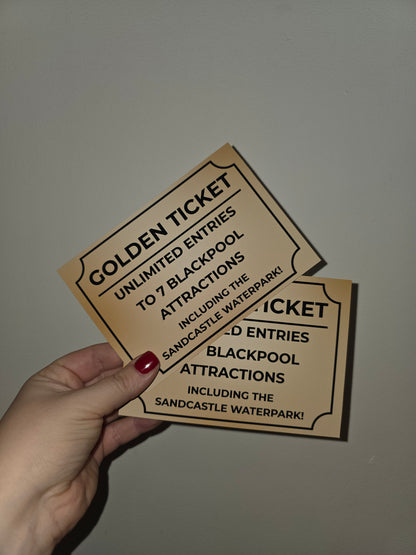 GOLDEN TICKET
UNLIMITED ENTRIES
TO 7 BLACKPOOL
ATTRACTIONS
INCLUDING THE
SANDCASTLE WATERPARK!
TICKET
ED ENTRIES
BLACKPOOL
ATTRACTIONS
INCLUDING THE
SANDCASTLE WATERPARK!